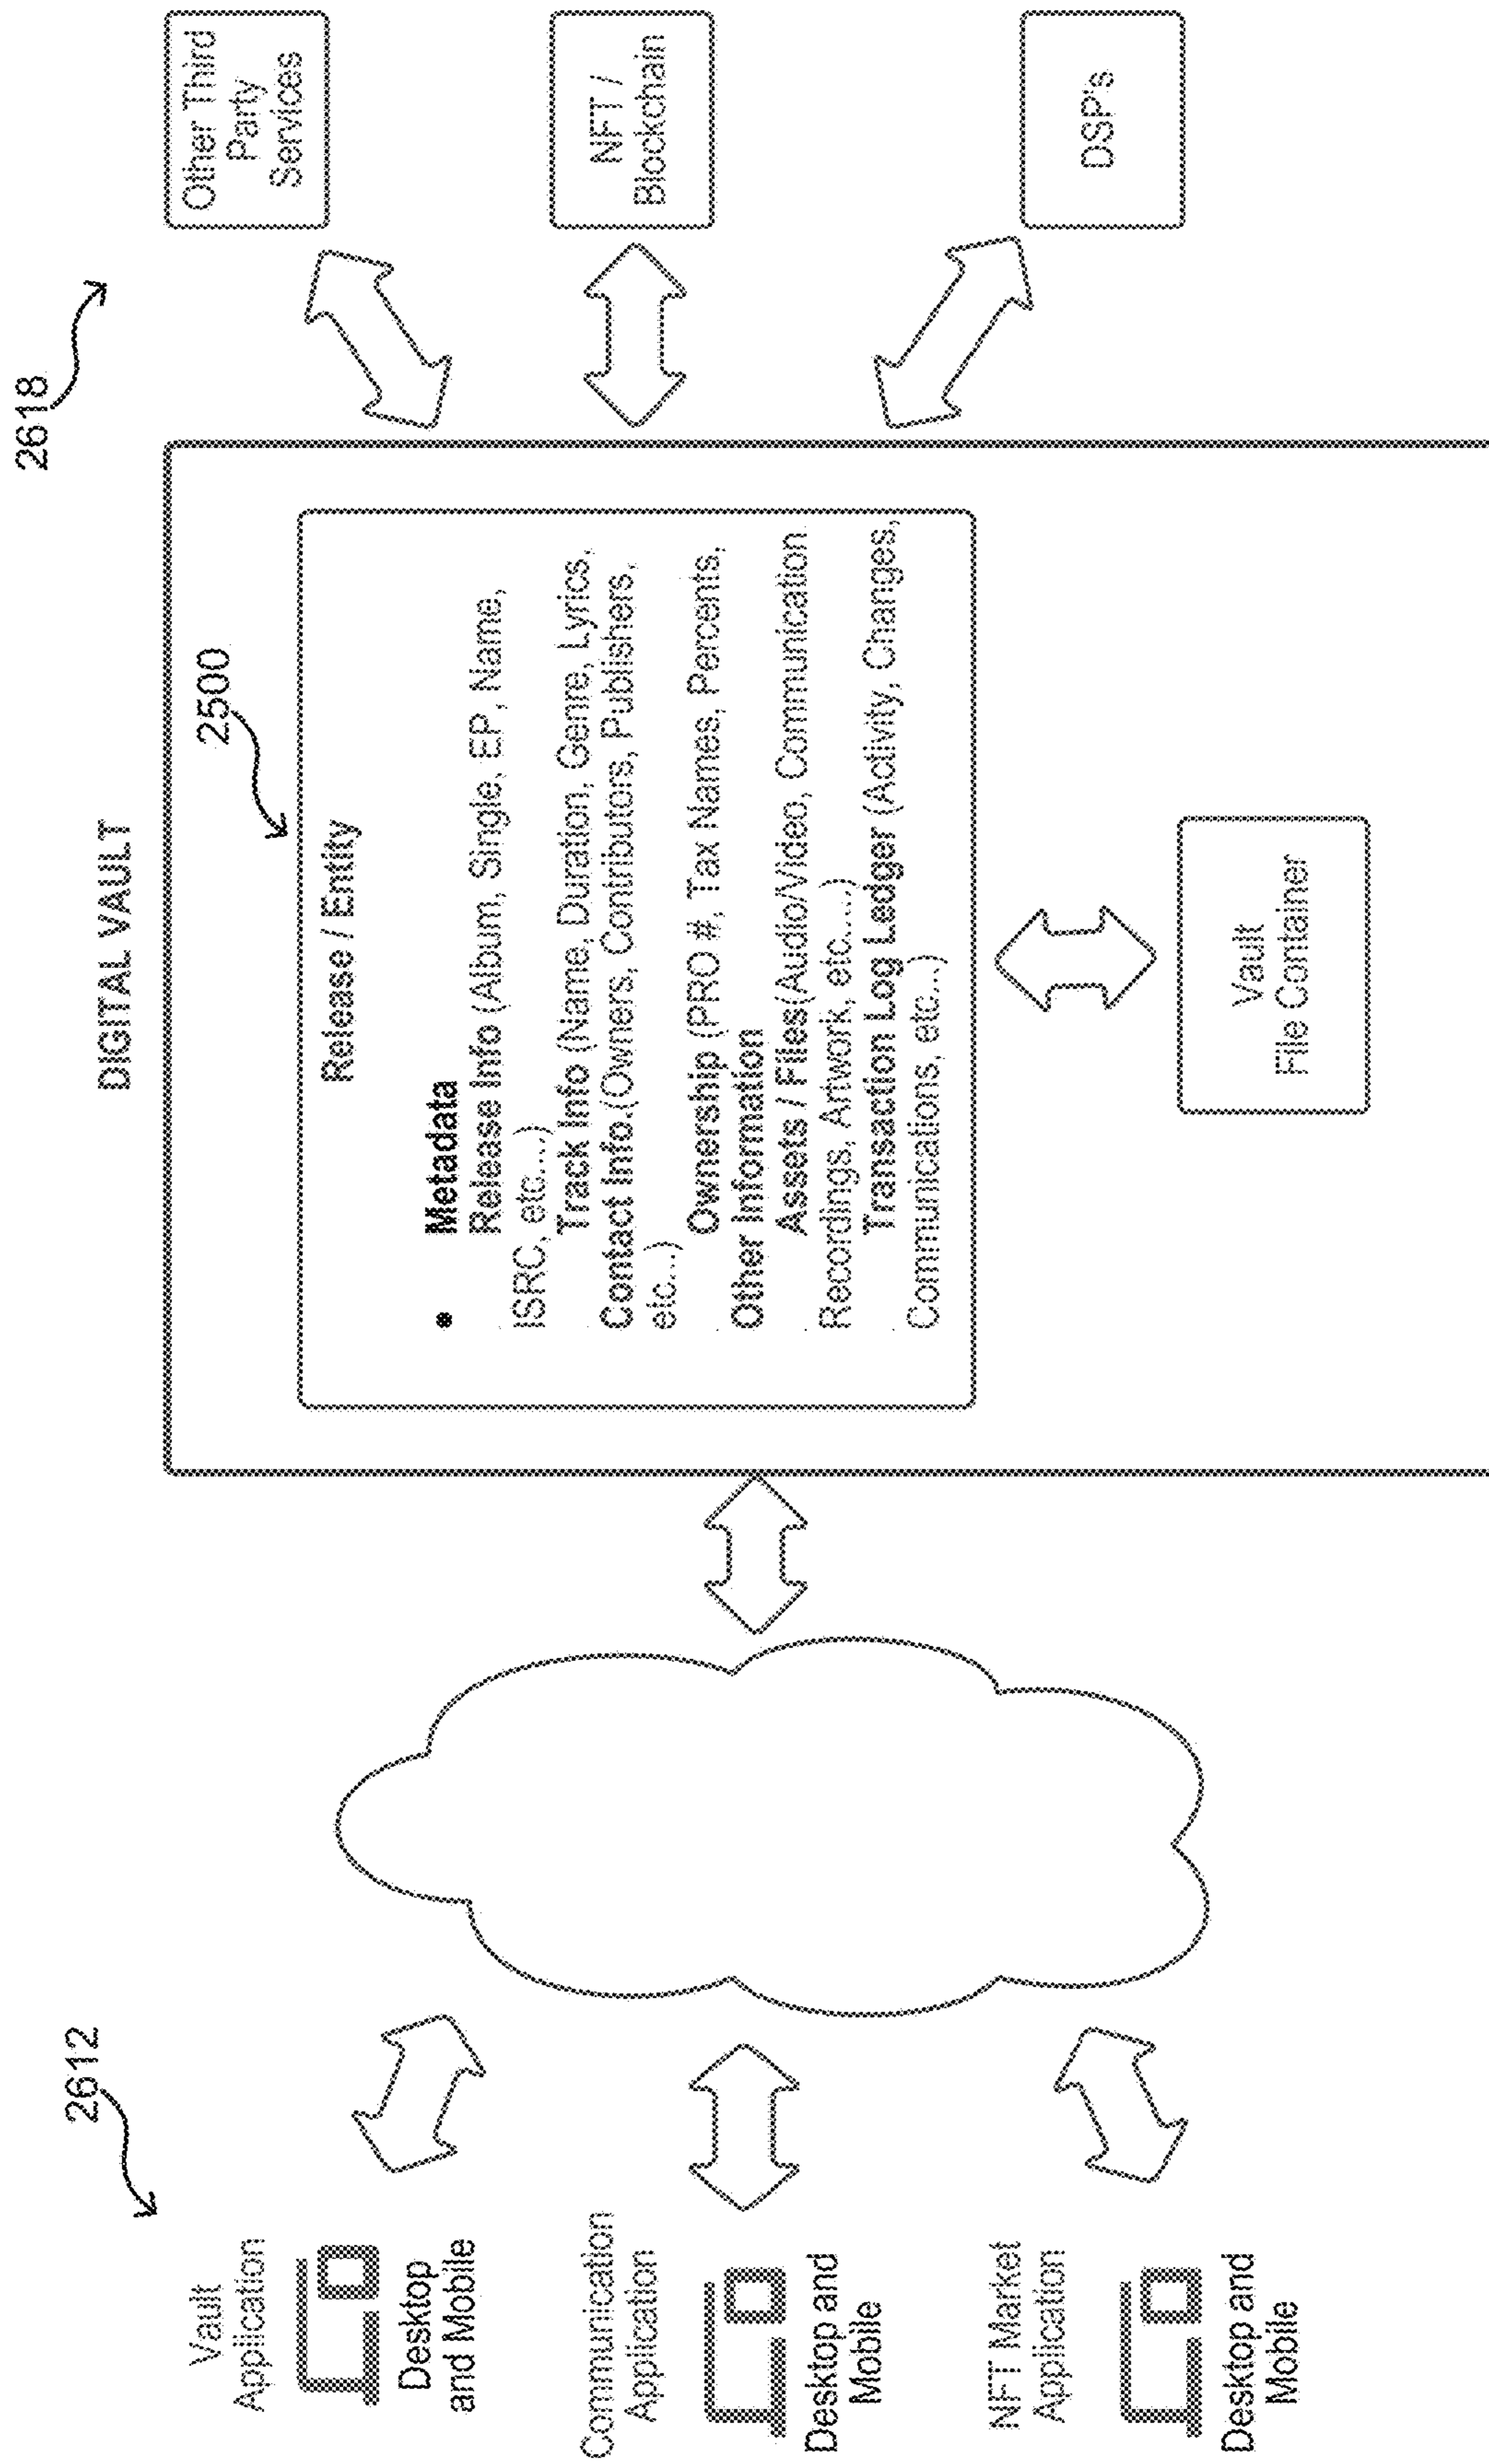 2612
Vault
Application
Desktop
and Mobile
Communication
Application
Desktop and
Mobile
NFT Market
Application
Desktop and
Mobile
DIGITAL VAULT
2500
Release / Entity
• Metadata
Release Info (Album, Single, EP, Name,
ISRC, etc....)
Track Info (Name, Duration, Genre, Lyrics,
Contact Info.(Owners, Contributors, Publishers,
etc...)
Ownership (PRO #, Tax Names, Percents,
Other Information
Assets / Files(Audio/Video, Communication
Recordings, Artwork, etc....)
Transaction Log Ledger (Activity, Changes,
Communications, etc...)
Vault
File Container
2618
Other Third
Party
Services
NFT /
Blockchain
DSP's